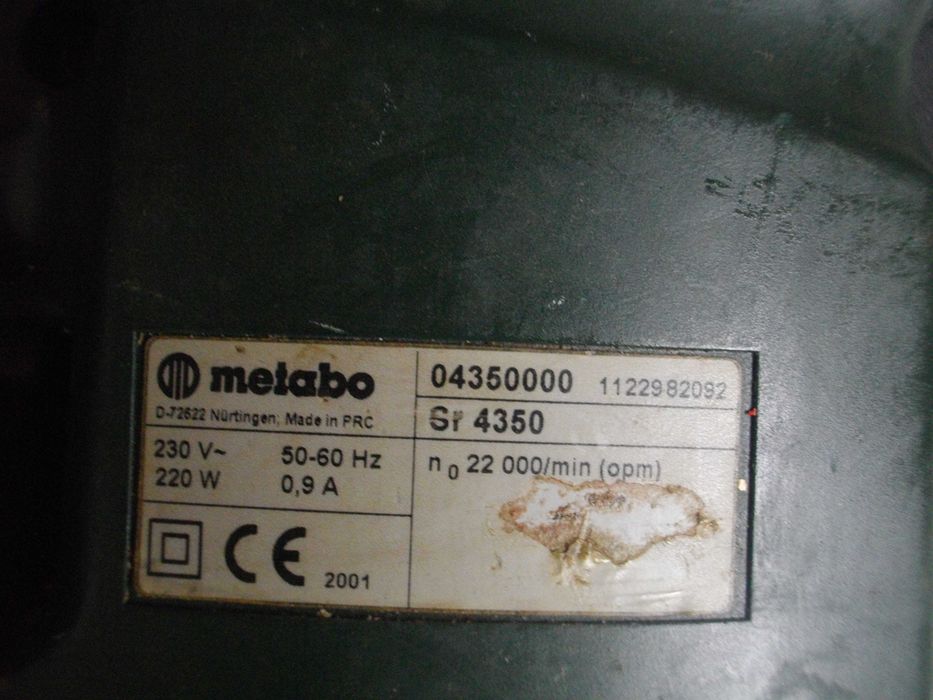 metabo
D-72622 Nürtingen; Made in PRC
04350000 1122982092
Sr 4350
230 V~ 50-60 Hz
220 W 0,9 A
n0 22 000/min (opm)
CE 2001